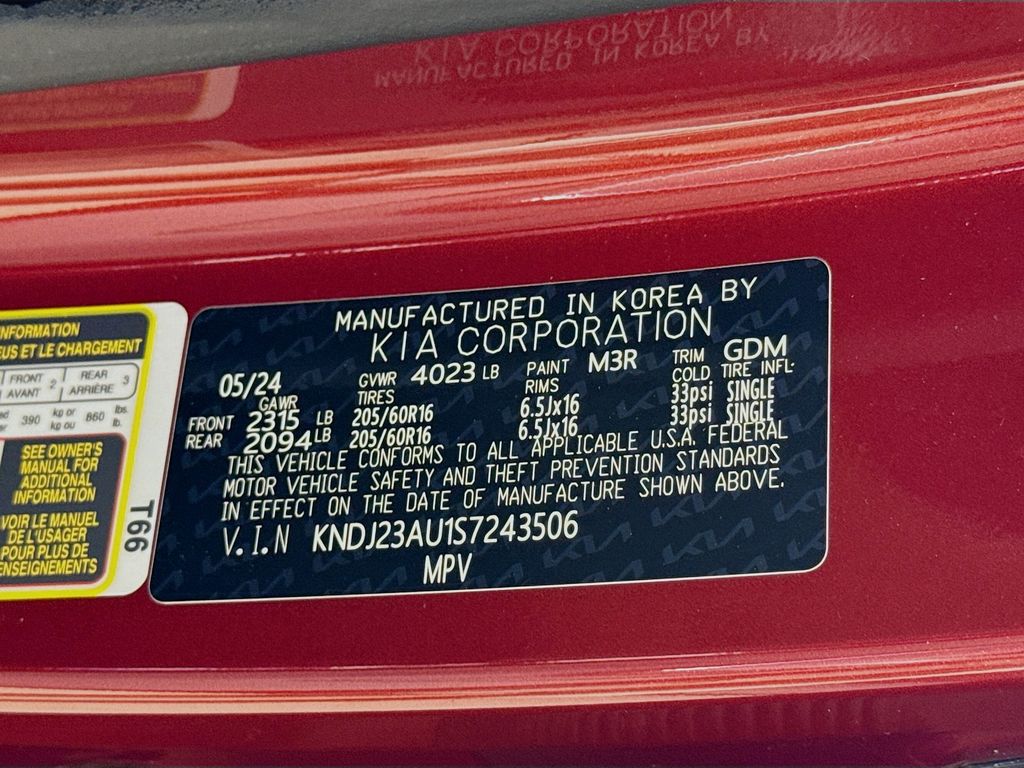 MANUFACTURED IN KOREA BY
KIA CORPORATION
05/24 GVWR 4023 LB PAINT M3R TRIM GDM
GAWR TIRES RIMS COLD TIRE INFL·
FRONT 2315 LB 205/60R16 6.5Jx16 33psi SINGLE
REAR 2094 LB 205/60R16 6.5Jx16 33psi SINGLE
THIS VEHICLE CONFORMS TO ALL APPLICABLE U.S.A. FEDERAL
MOTOR VEHICLE SAFETY AND THEFT PREVENTION STANDARDS
IN EFFECT ON THE DATE OF MANUFACTURE SHOWN ABOVE.
V.I.N KNDJ23AU1S7243506
MPV
INFORMATION
ET LE CHARGEMENT
FRONT 2 REAR 3
AVANT ARRIÈRE
390 kg or 860 lbs.
kg ou lb.
SEE OWNER'S
MANUAL FOR
ADDITIONAL
INFORMATION
VOIR LE MANUEL
DE L'USAGER
POUR PLUS DE
RENSEIGNEMENTS
T66
KIA CORPORATION
MANUFACTURED IN KOREA BY